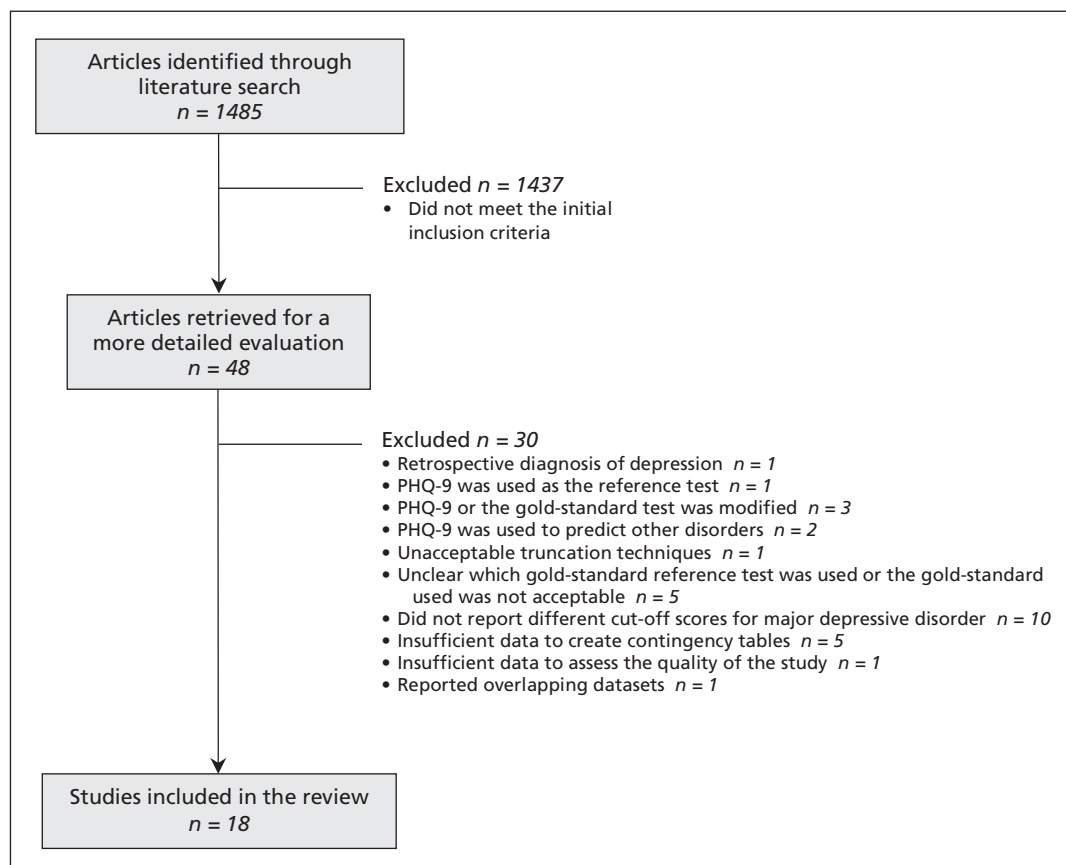 Articles identified through
literature search
n = 1485
Excluded n = 1437
• Did not meet the initial
inclusion criteria
Articles retrieved for a
more detailed evaluation
n = 48
Excluded n = 30
• Retrospective diagnosis of depression n = 1
• PHQ-9 was used as the reference test n = 1
• PHQ-9 or the gold-standard test was modified n = 3
• PHQ-9 was used to predict other disorders n = 2
• Unacceptable truncation techniques n = 1
• Unclear which gold-standard reference test was used or the gold-standard
used was not acceptable n = 5
• Did not report different cut-off scores for major depressive disorder n = 10
• Insufficient data to create contingency tables n = 5
• Insufficient data to assess the quality of the study n = 1
• Reported overlapping datasets n = 1
Studies included in the review
n = 18